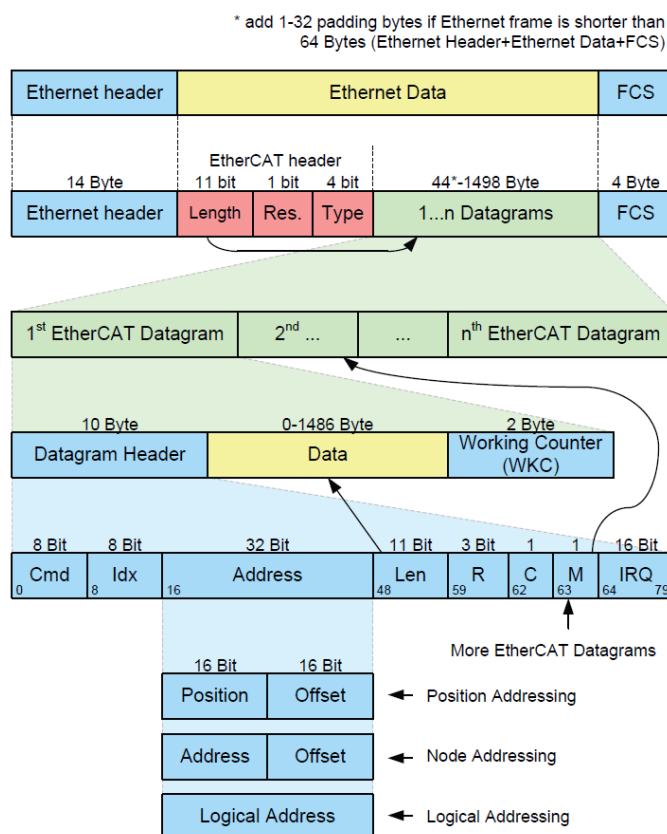 * add 1-32 padding bytes if Ethernet frame is shorter than
64 Bytes (Ethernet Header+Ethernet Data+FCS)
Ethernet header Ethernet Data FCS
EtherCAT header
14 Byte 11 bit 1 bit 4 bit 44*-1498 Byte 4 Byte
Ethernet header Length Res. Type 1...n Datagrams FCS
1st EtherCAT Datagram 2nd ... ... nth EtherCAT Datagram
10 Byte 0-1486 Byte 2 Byte
Datagram Header Data Working Counter
(WKC)
8 Bit 8 Bit 32 Bit 11 Bit 3 Bit 1 1 16 Bit
Cmd Idx Address Len R C M IRQ
0 8 16 48 59 62 63 64 79
More EtherCAT Datagrams
16 Bit 16 Bit
Position Offset Position Addressing
Address Offset Node Addressing
Logical Address Logical Addressing